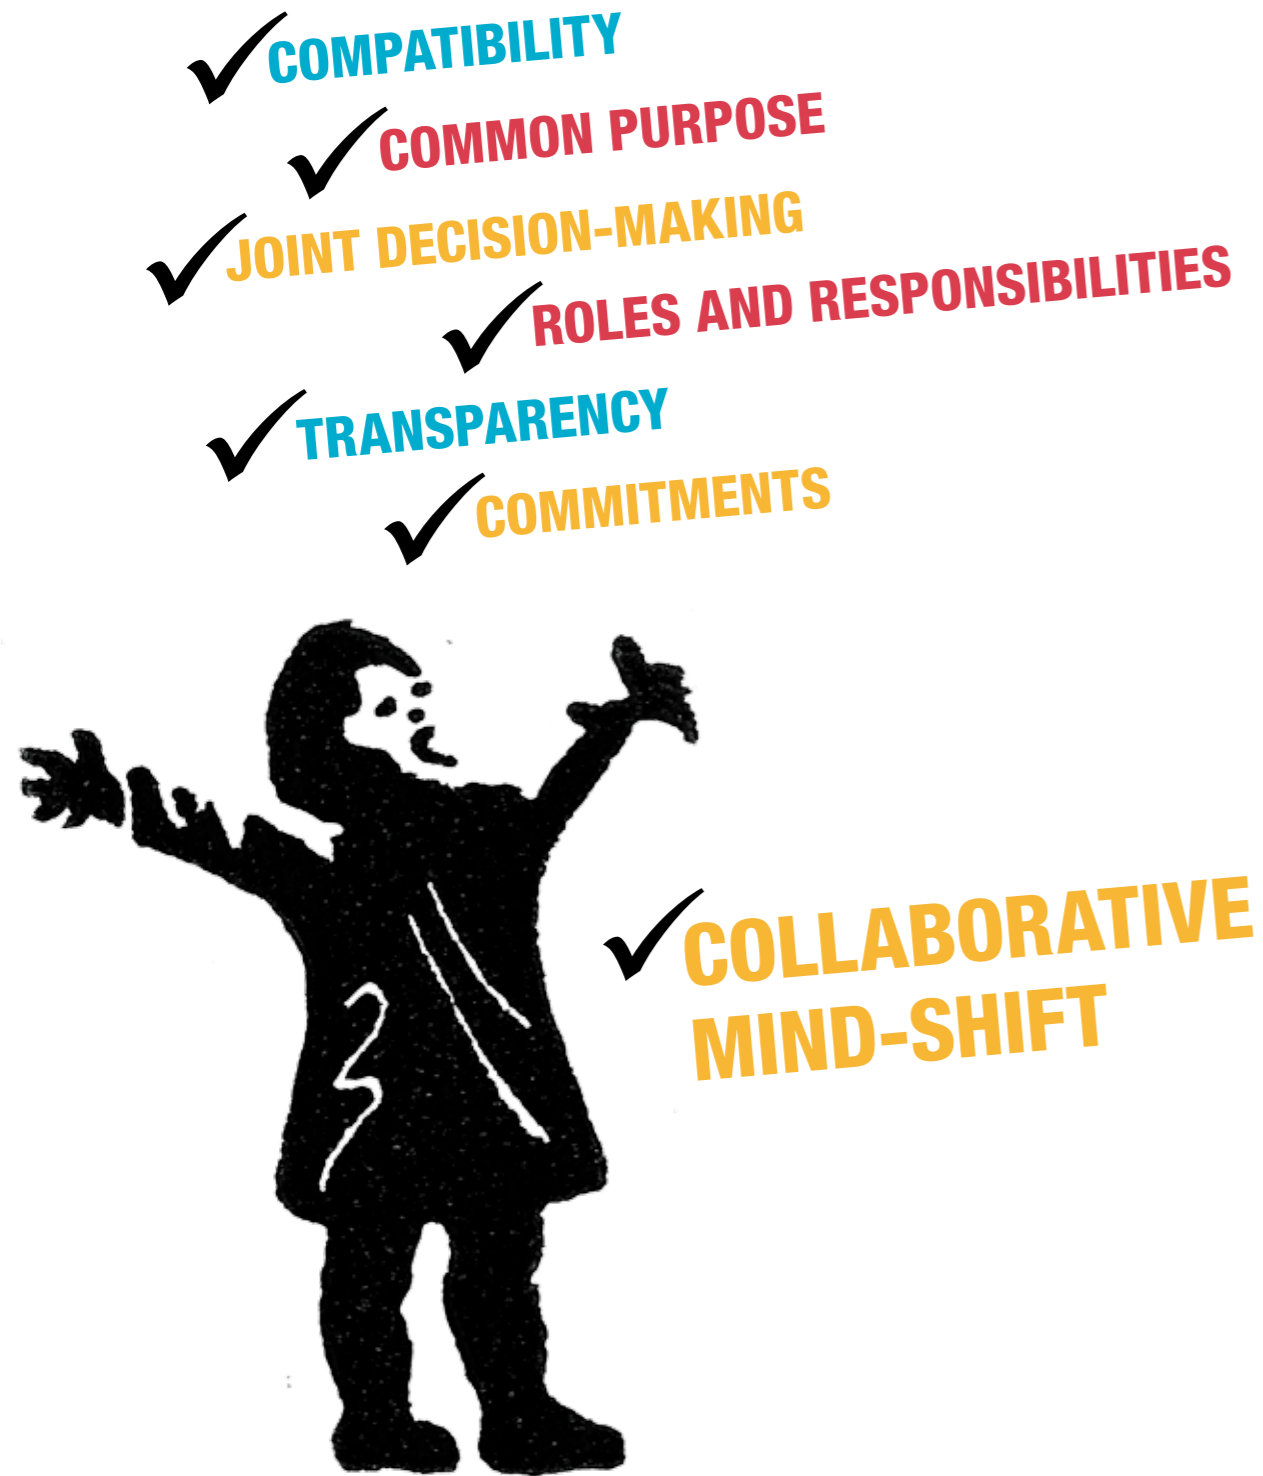 COMPATIBILITY
COMMON PURPOSE
JOINT DECISION-MAKING
ROLES AND RESPONSIBILITIES
TRANSPARENCY
COMMITMENTS
COLLABORATIVE
MIND-SHIFT